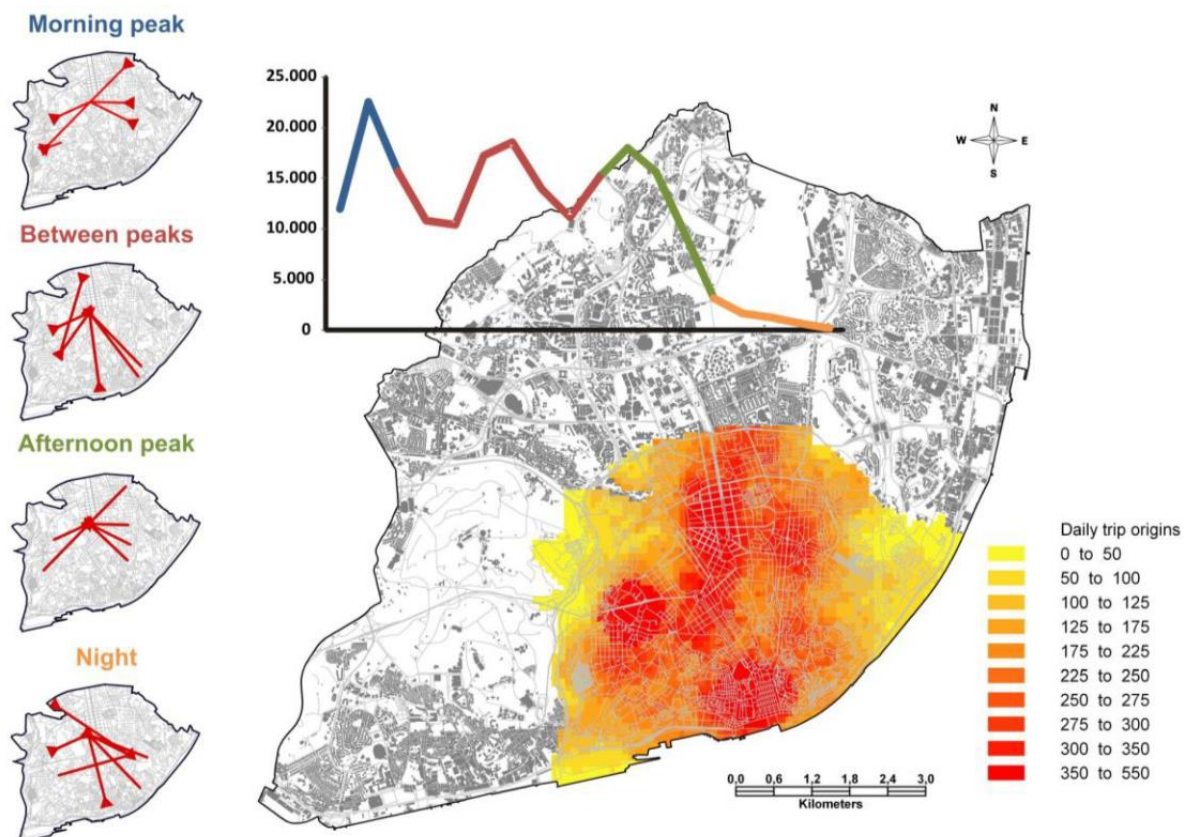 Morning peak
Between peaks
Afternoon peak
Night
25.000
20.000
15.000
10.000
5.000
0
N
W E
S
Daily trip origins
0 to 50
50 to 100
100 to 125
125 to 175
175 to 225
225 to 250
250 to 275
275 to 300
300 to 350
350 to 550
0,0 0,6 1,2 1,8 2,4 3,0
Kilometers